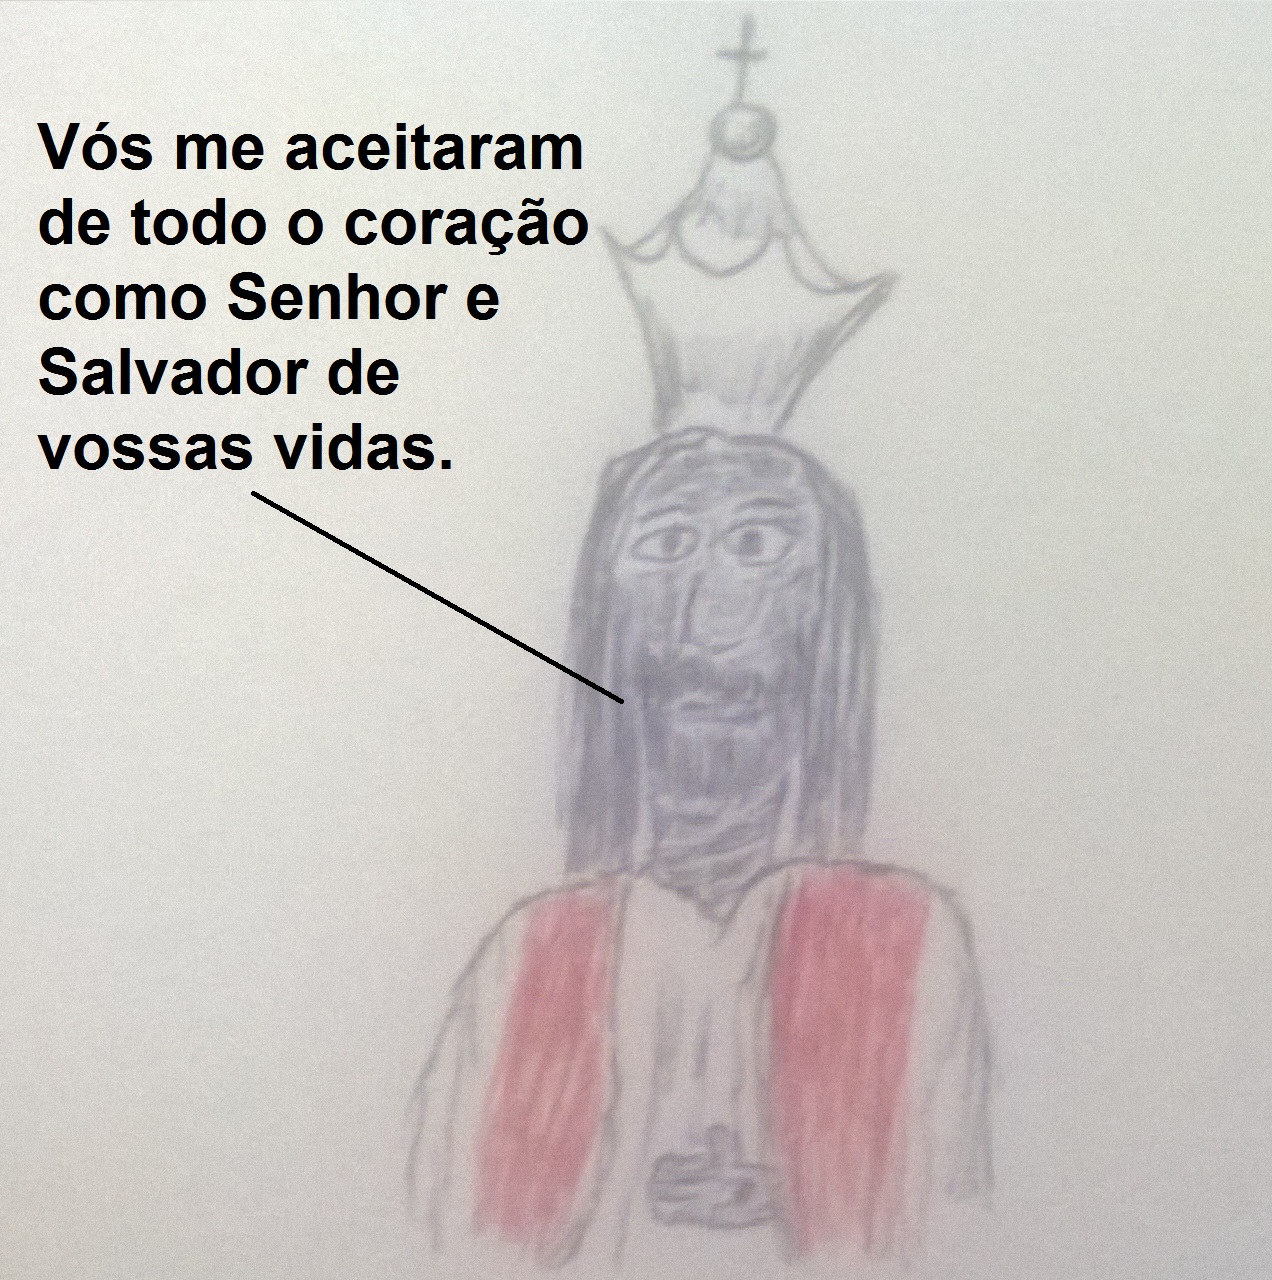 Vós me aceitaram
de todo o coração
como Senhor e
Salvador de
vossas vidas.